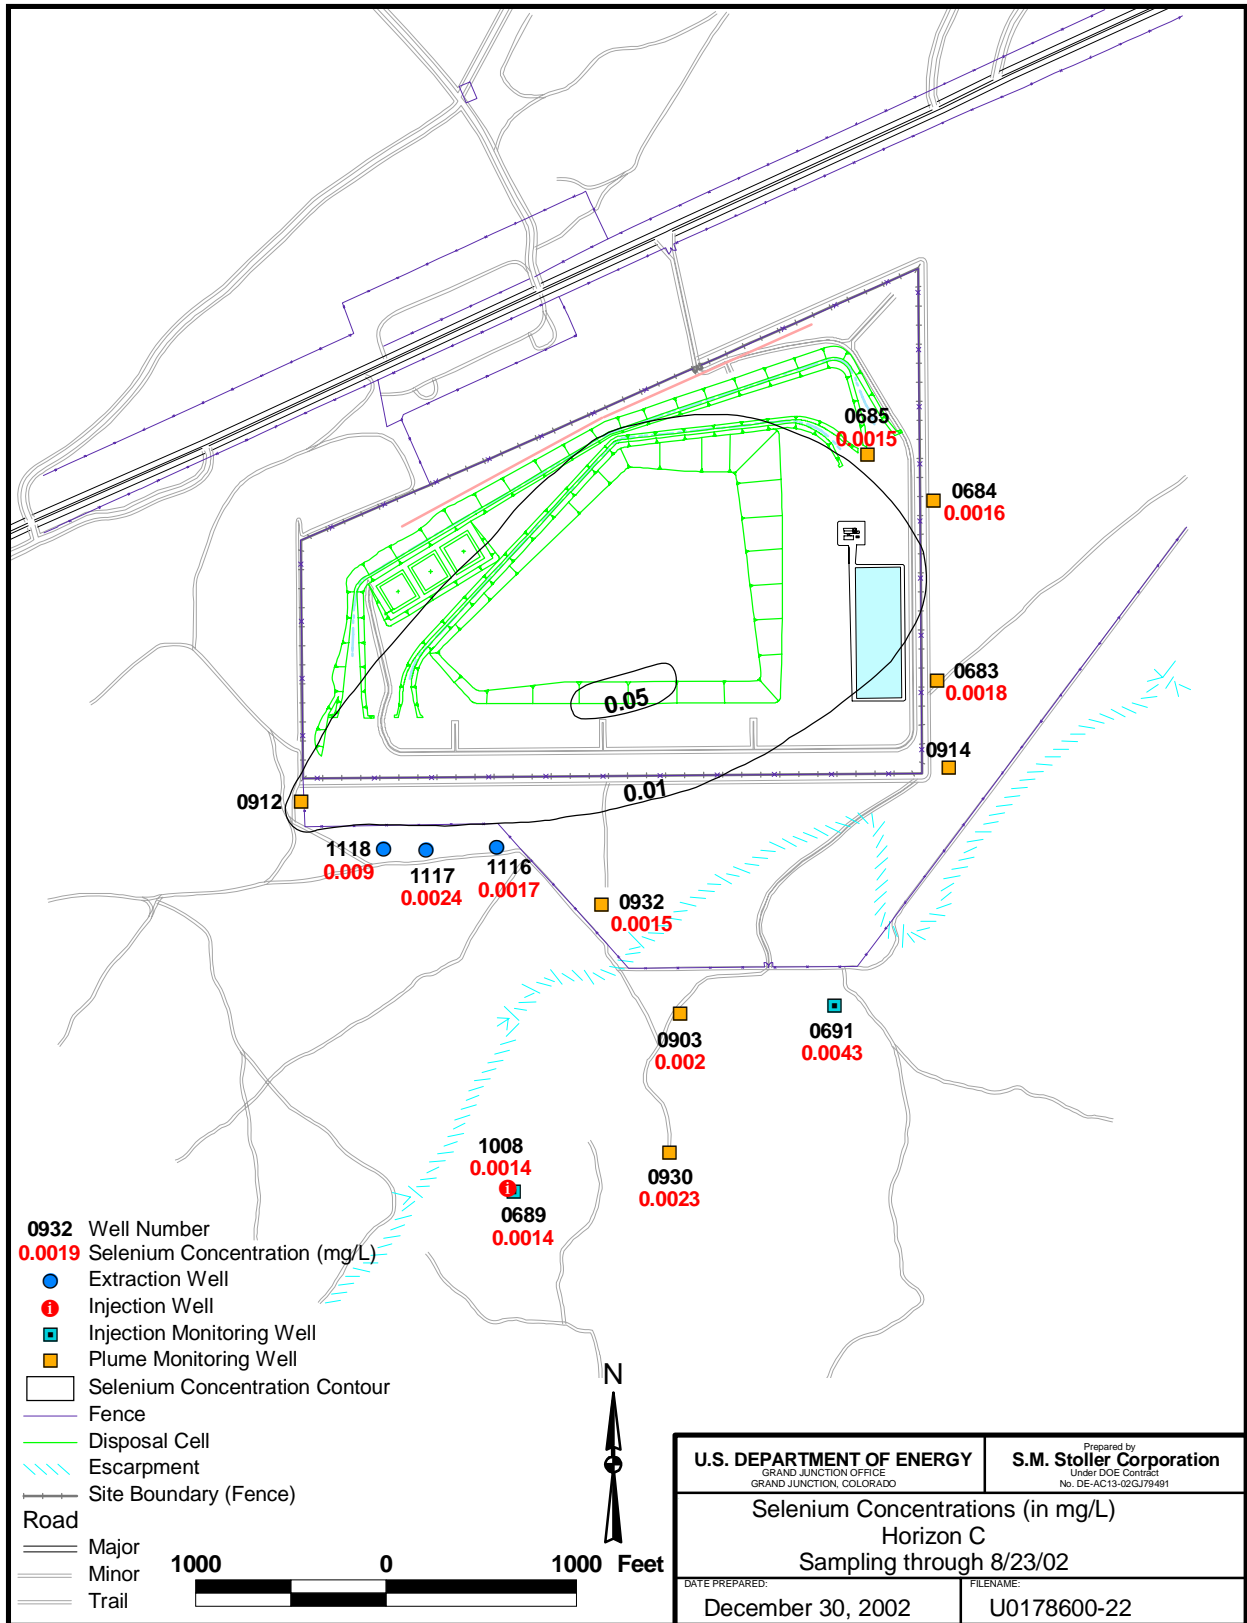 0685
0.0015
0684
0.0016
0683
0.0018
0.05
0914
0.01
0912
1118
0.009
1117
0.0024
1116
0.0017
0932
0.0015
0903
0.002
0691
0.0043
1008
0.0014
i
0689
0.0014
0930
0.0023
0932 Well Number
0.0019 Selenium Concentration (mg/L)
Extraction Well
i Injection Well
Injection Monitoring Well
Plume Monitoring Well
Selenium Concentration Contour
Fence
Disposal Cell
Escarpment
Site Boundary (Fence)
Road
Major
Minor
Trail
N
1000 0 1000 Feet
U.S. DEPARTMENT OF ENERGY
GRAND JUNCTION OFFICE
GRAND JUNCTION, COLORADO
Prepared by
S.M. Stoller Corporation
Under DOE Contract
No. DE-AC13-02GJ79491
Selenium Concentrations (in mg/L)
Horizon C
Sampling through 8/23/02
DATE PREPARED:
December 30, 2002
FILENAME:
U0178600-22